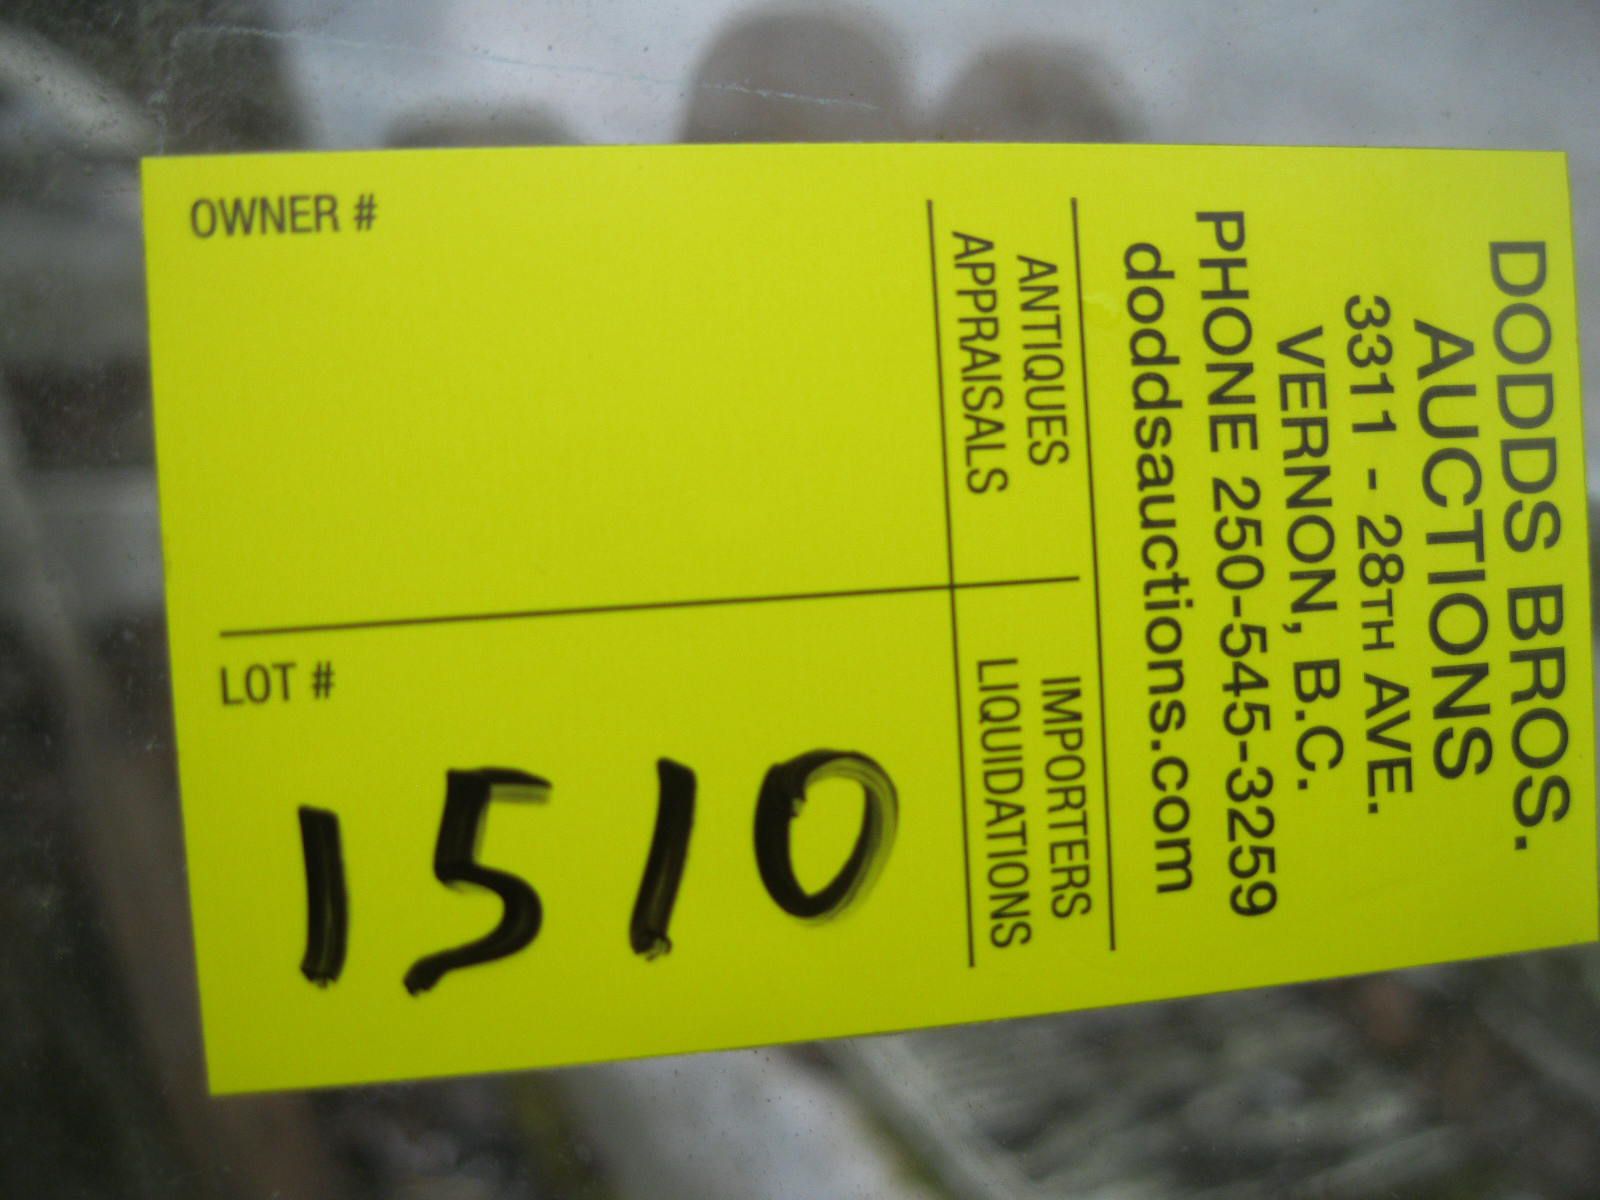 DODDS BROS.
AUCTIONS
3311 - 28TH AVE.
VERNON, B.C.
PHONE 250-545-3259
doddsauctions.com
ANTIQUES
APPRAISALS
IMPORTERS
LIQUIDATIONS
OWNER #
LOT #
1510